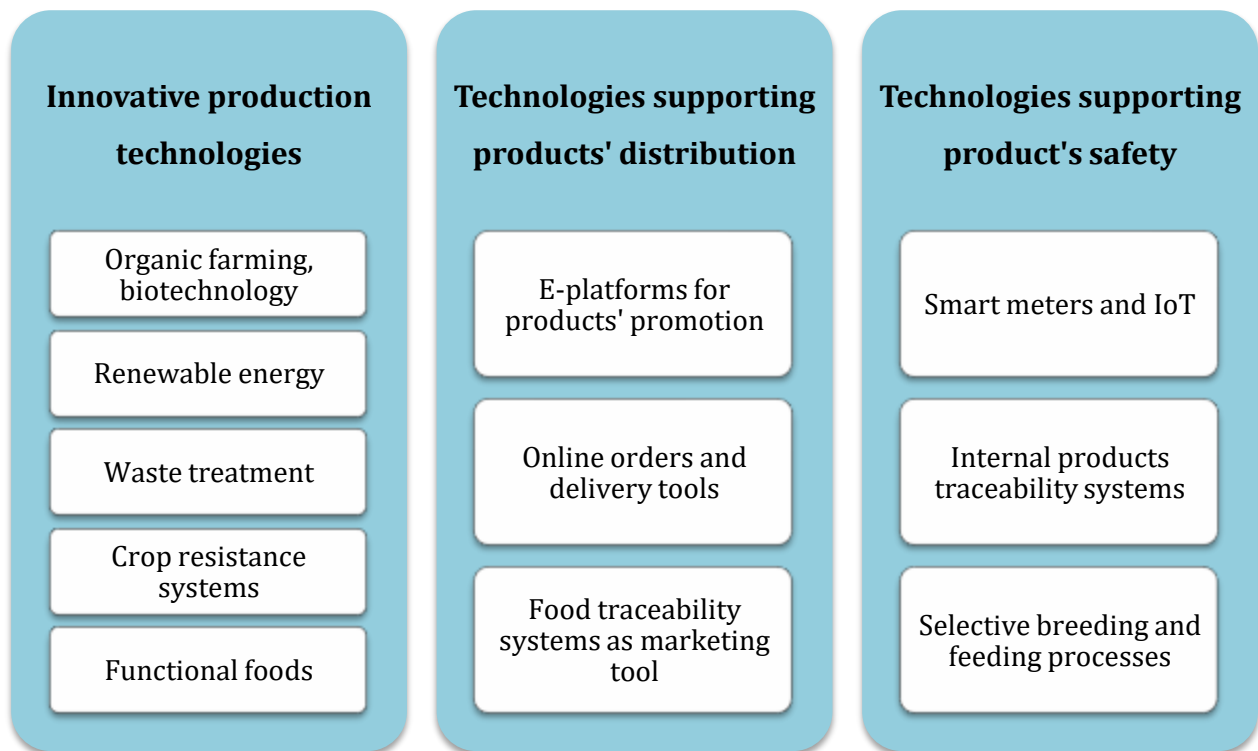 Innovative production
technologies
Organic farming,
biotechnology
Renewable energy
Waste treatment
Crop resistance
systems
Functional foods
Technologies supporting
products' distribution
E-platforms for
products' promotion
Online orders and
delivery tools
Food traceability
systems as marketing
tool
Technologies supporting
product's safety
Smart meters and IoT
Internal products
traceability systems
Selective breeding and
feeding processes